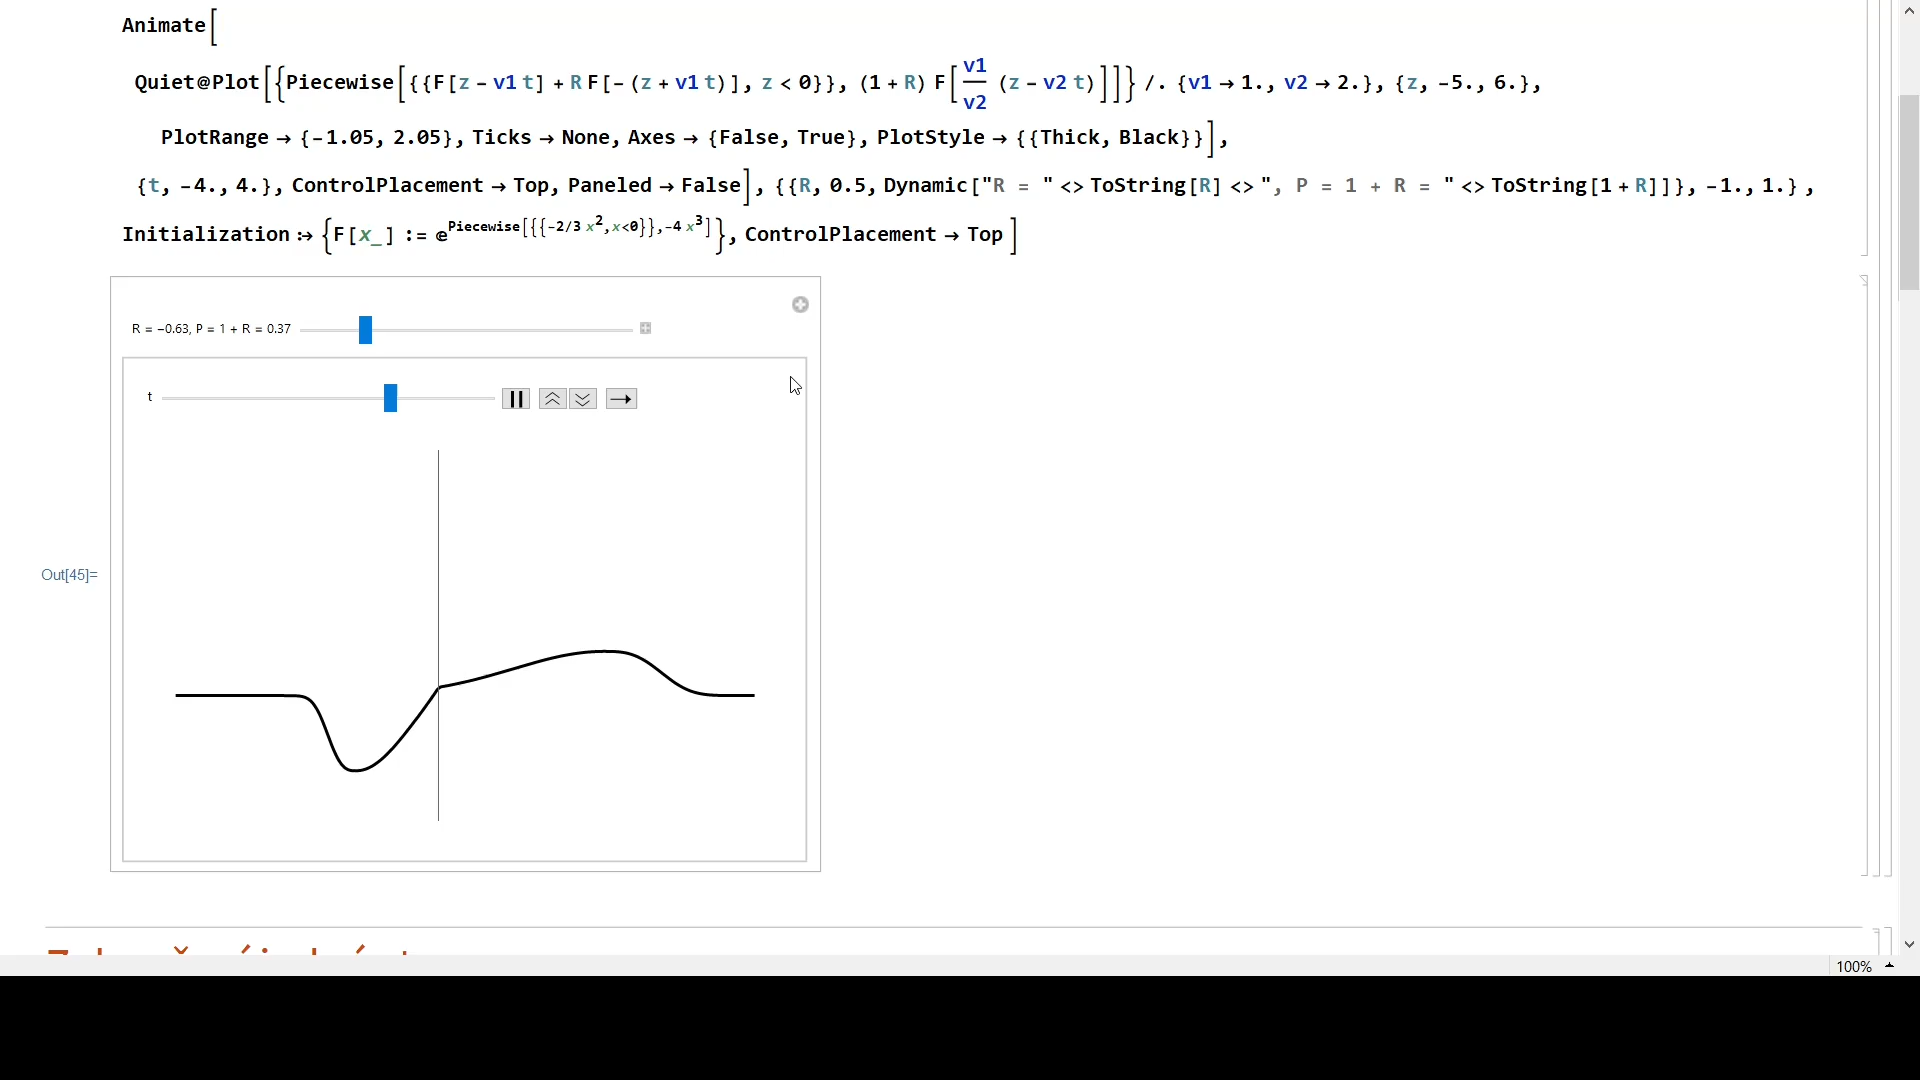 Animate[
Quiet@Plot[{Piecewise[{{F[z - v1 t] + R F[-(z + v1 t)], z < 0}}, (1 + R) F[v1/v2 (z - v2 t)]]} /. {v1 → 1., v2 → 2.}, {z, -5., 6.},
PlotRange → {-1.05, 2.05}, Ticks → None, Axes → {False, True}, PlotStyle → {{Thick, Black}}],
{t, -4., 4.}, ControlPlacement → Top, Paneled → False], {{R, 0.5, Dynamic["R = " <> ToString[R] <> ", P = 1 + R = " <> ToString[1 + R]]}, -1., 1.} ,
Initialization :→ {F[x_] := e^Piecewise[{{-2/3 x^2,x<0}},-4 x^3]}, ControlPlacement → Top]
R = -0.63, P = 1 + R = 0.37
t
Out[45]=
100%